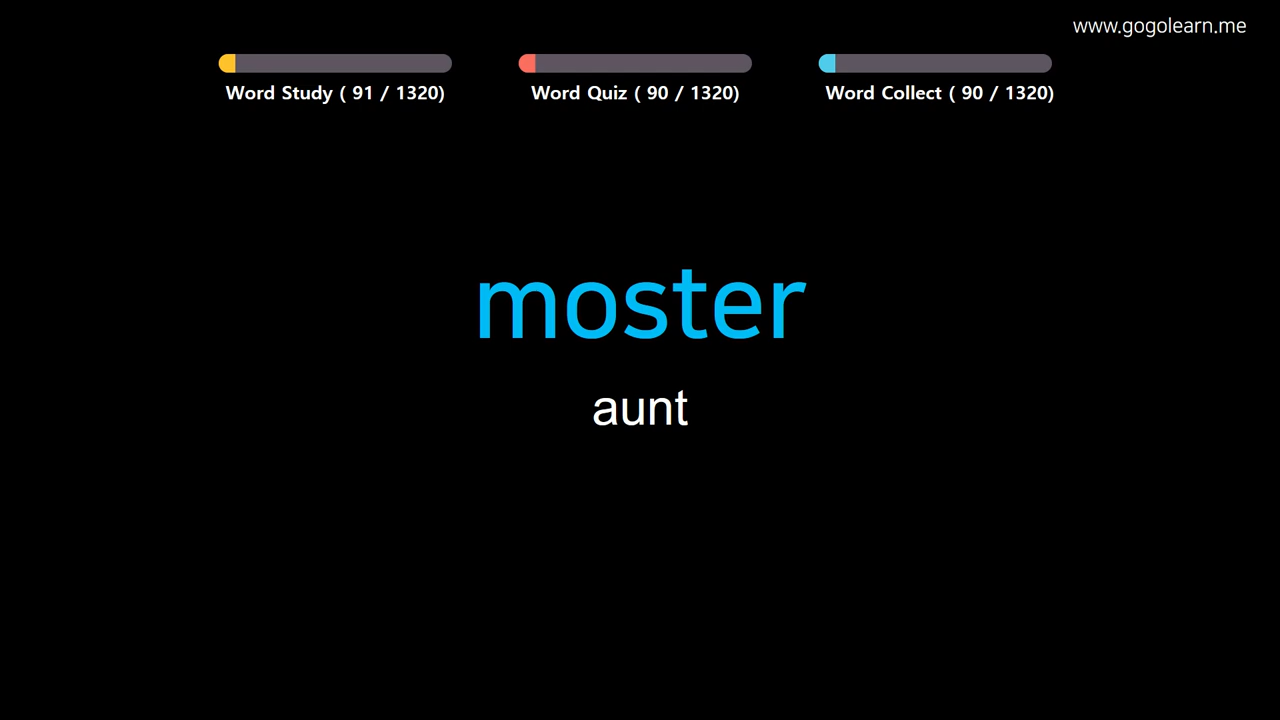 www.gogolearn.me
Word Study ( 91 / 1320)
Word Quiz ( 90 / 1320)
Word Collect ( 90 / 1320)
moster
aunt